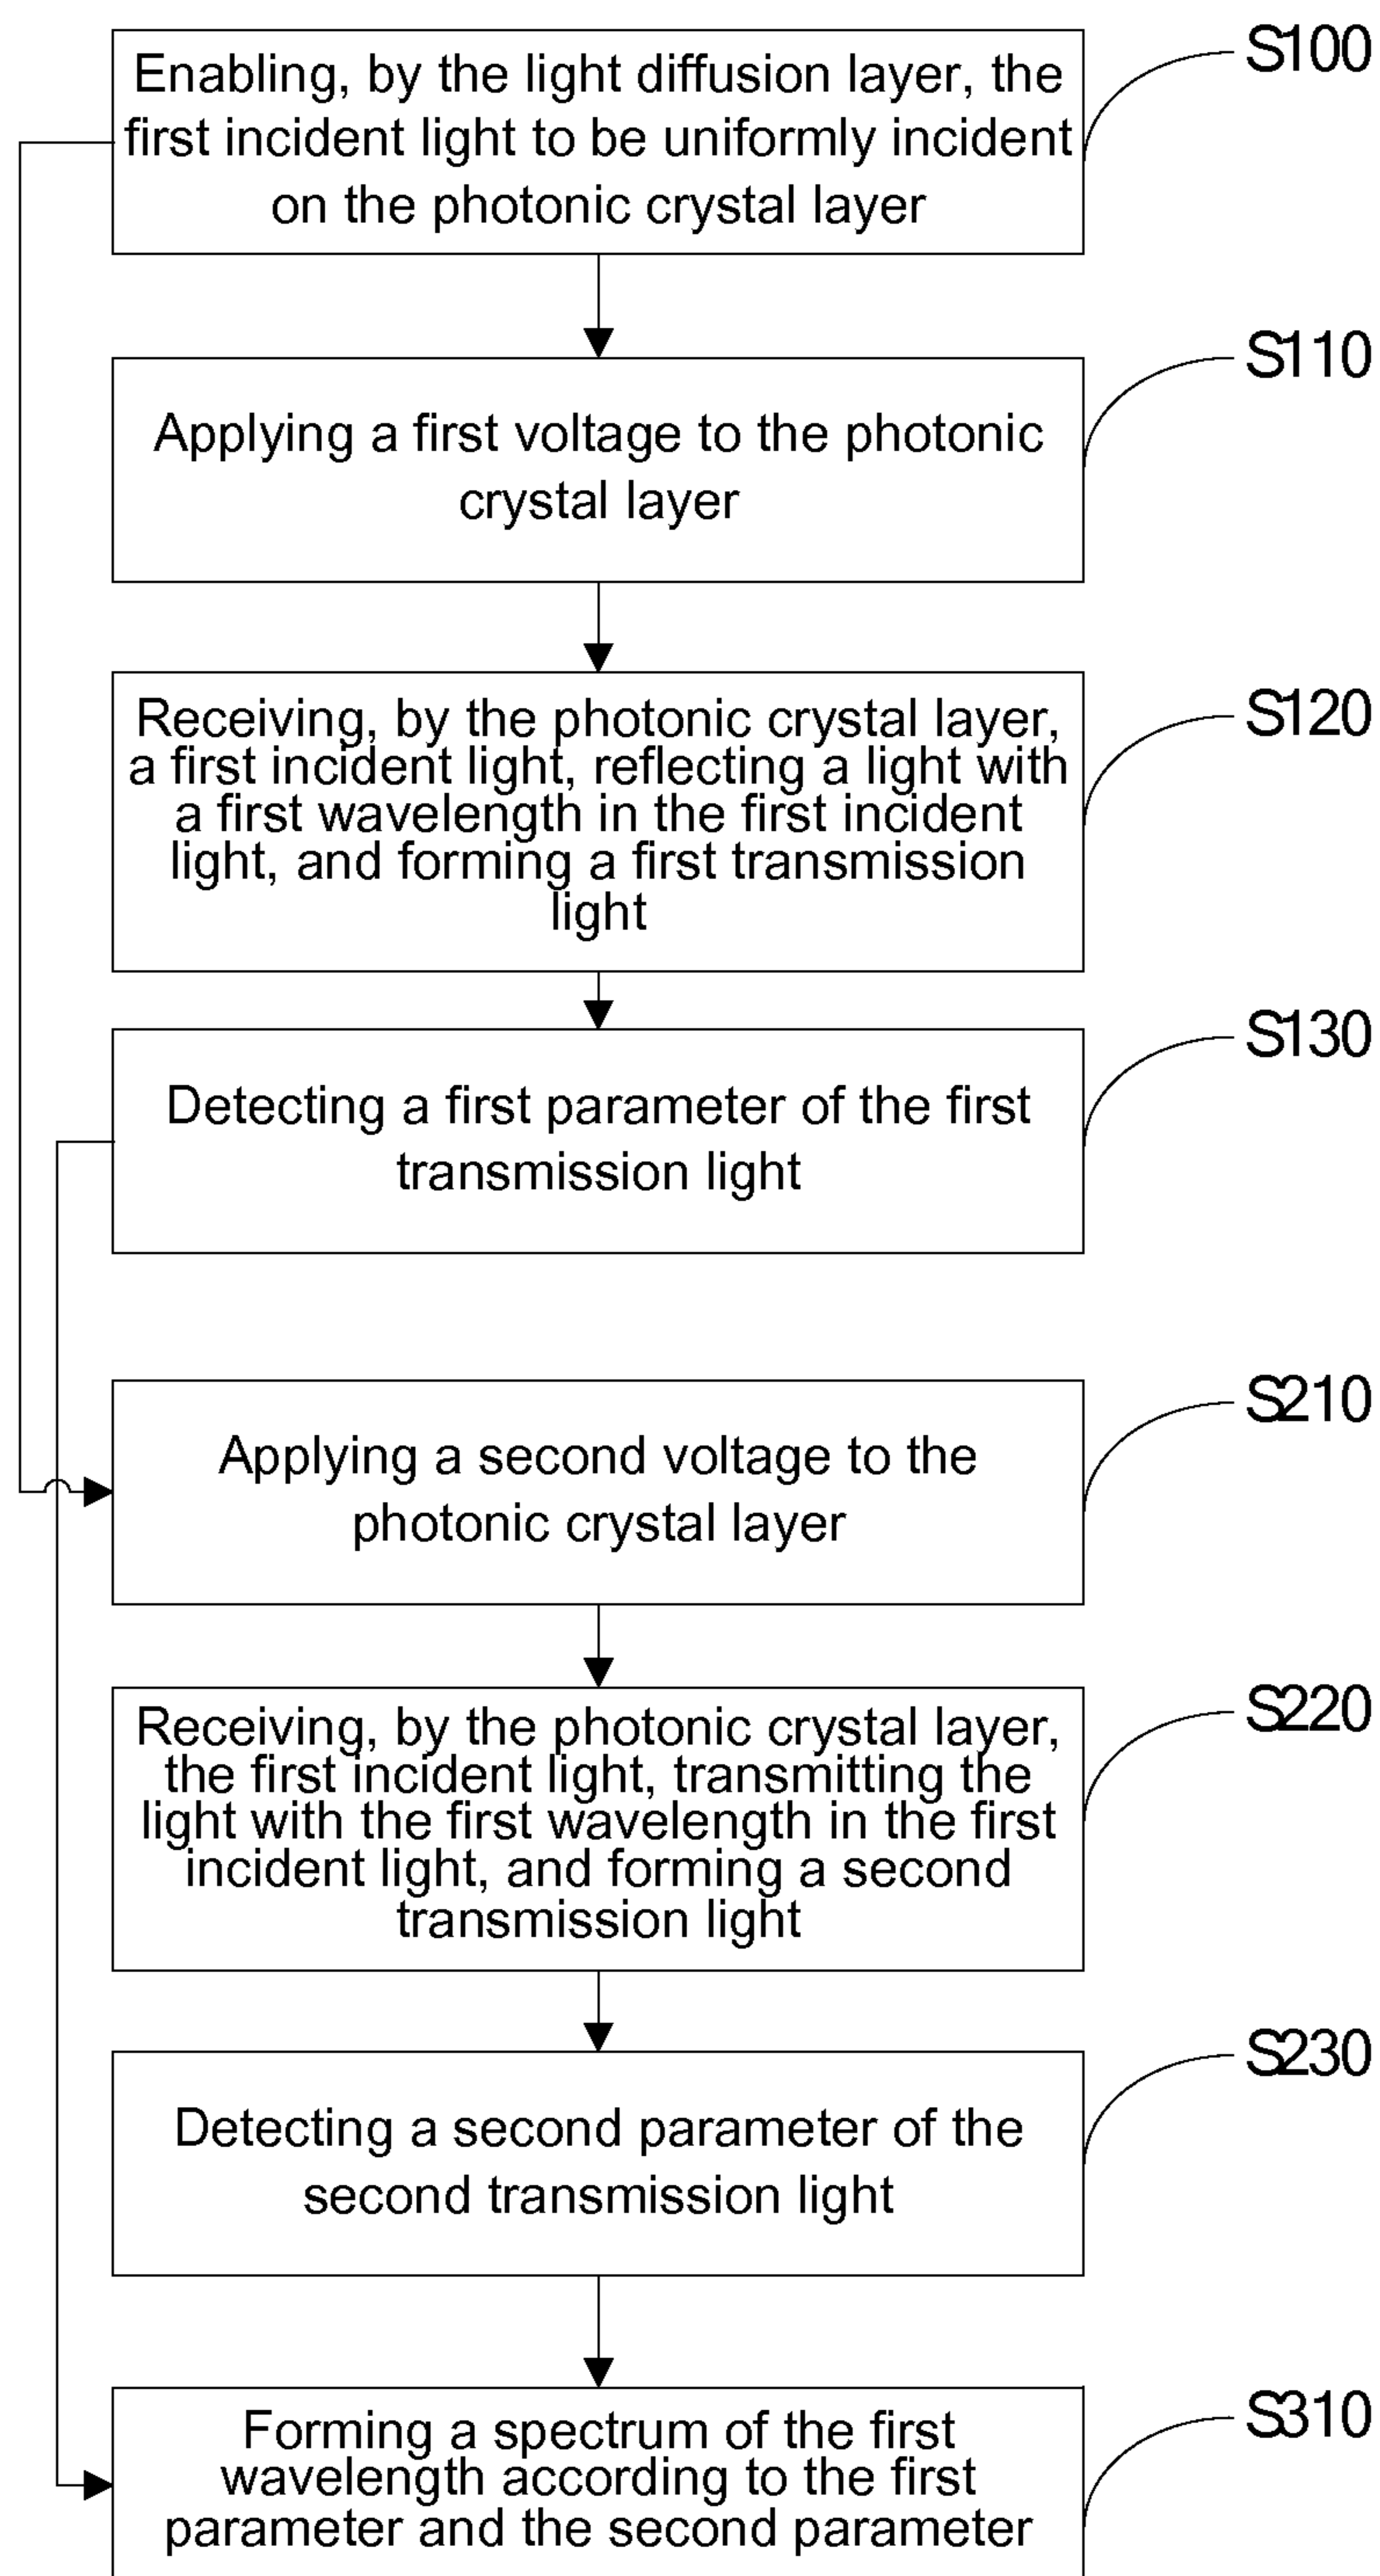 Enabling, by the light diffusion layer, the
first incident light to be uniformly incident
on the photonic crystal layer
S100
Applying a first voltage to the photonic
crystal layer
S110
Receiving, by the photonic crystal layer,
a first incident light, reflecting a light with
a first wavelength in the first incident
light, and forming a first transmission
light
S120
Detecting a first parameter of the first
transmission light
S130
Applying a second voltage to the
photonic crystal layer
S210
Receiving, by the photonic crystal layer,
the first incident light, transmitting the
light with the first wavelength in the first
incident light, and forming a second
transmission light
S220
Detecting a second parameter of the
second transmission light
S230
Forming a spectrum of the first
wavelength according to the first
parameter and the second parameter
S310